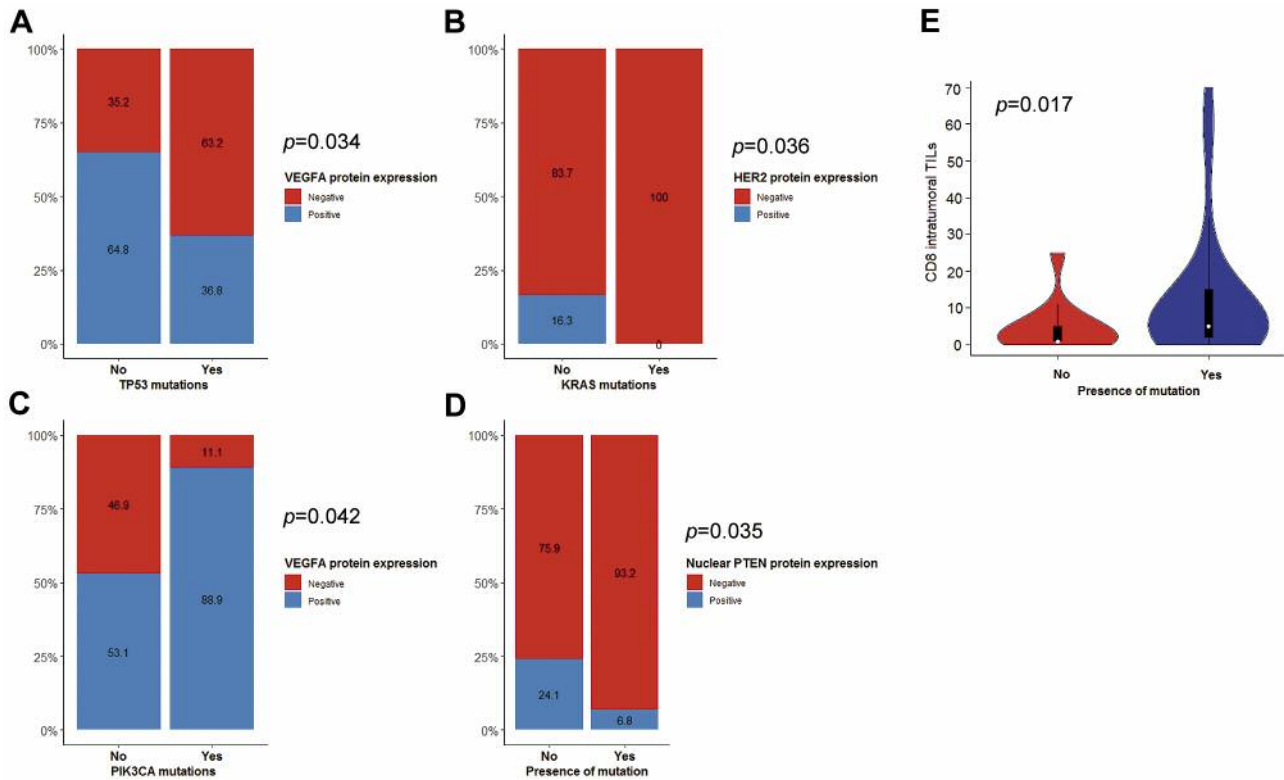 A
100%
75%
50%
25%
0%
35.2
64.8
63.2
36.8
No
Yes
TP53 mutations
p=0.034
VEGFA protein expression
Negative
Positive
B
100%
75%
50%
25%
0%
83.7
16.3
100
0
No
Yes
KRAS mutations
p=0.036
HER2 protein expression
Negative
Positive
E
CD8 intratumoral TILs
70
60
50
40
30
20
10
0
p=0.017
No
Yes
Presence of mutation
C
100%
75%
50%
25%
0%
46.9
53.1
11.1
88.9
No
Yes
PIK3CA mutations
p=0.042
VEGFA protein expression
Negative
Positive
D
100%
75%
50%
25%
0%
75.9
24.1
93.2
6.8
No
Yes
Presence of mutation
p=0.035
Nuclear PTEN protein expression
Negative
Positive